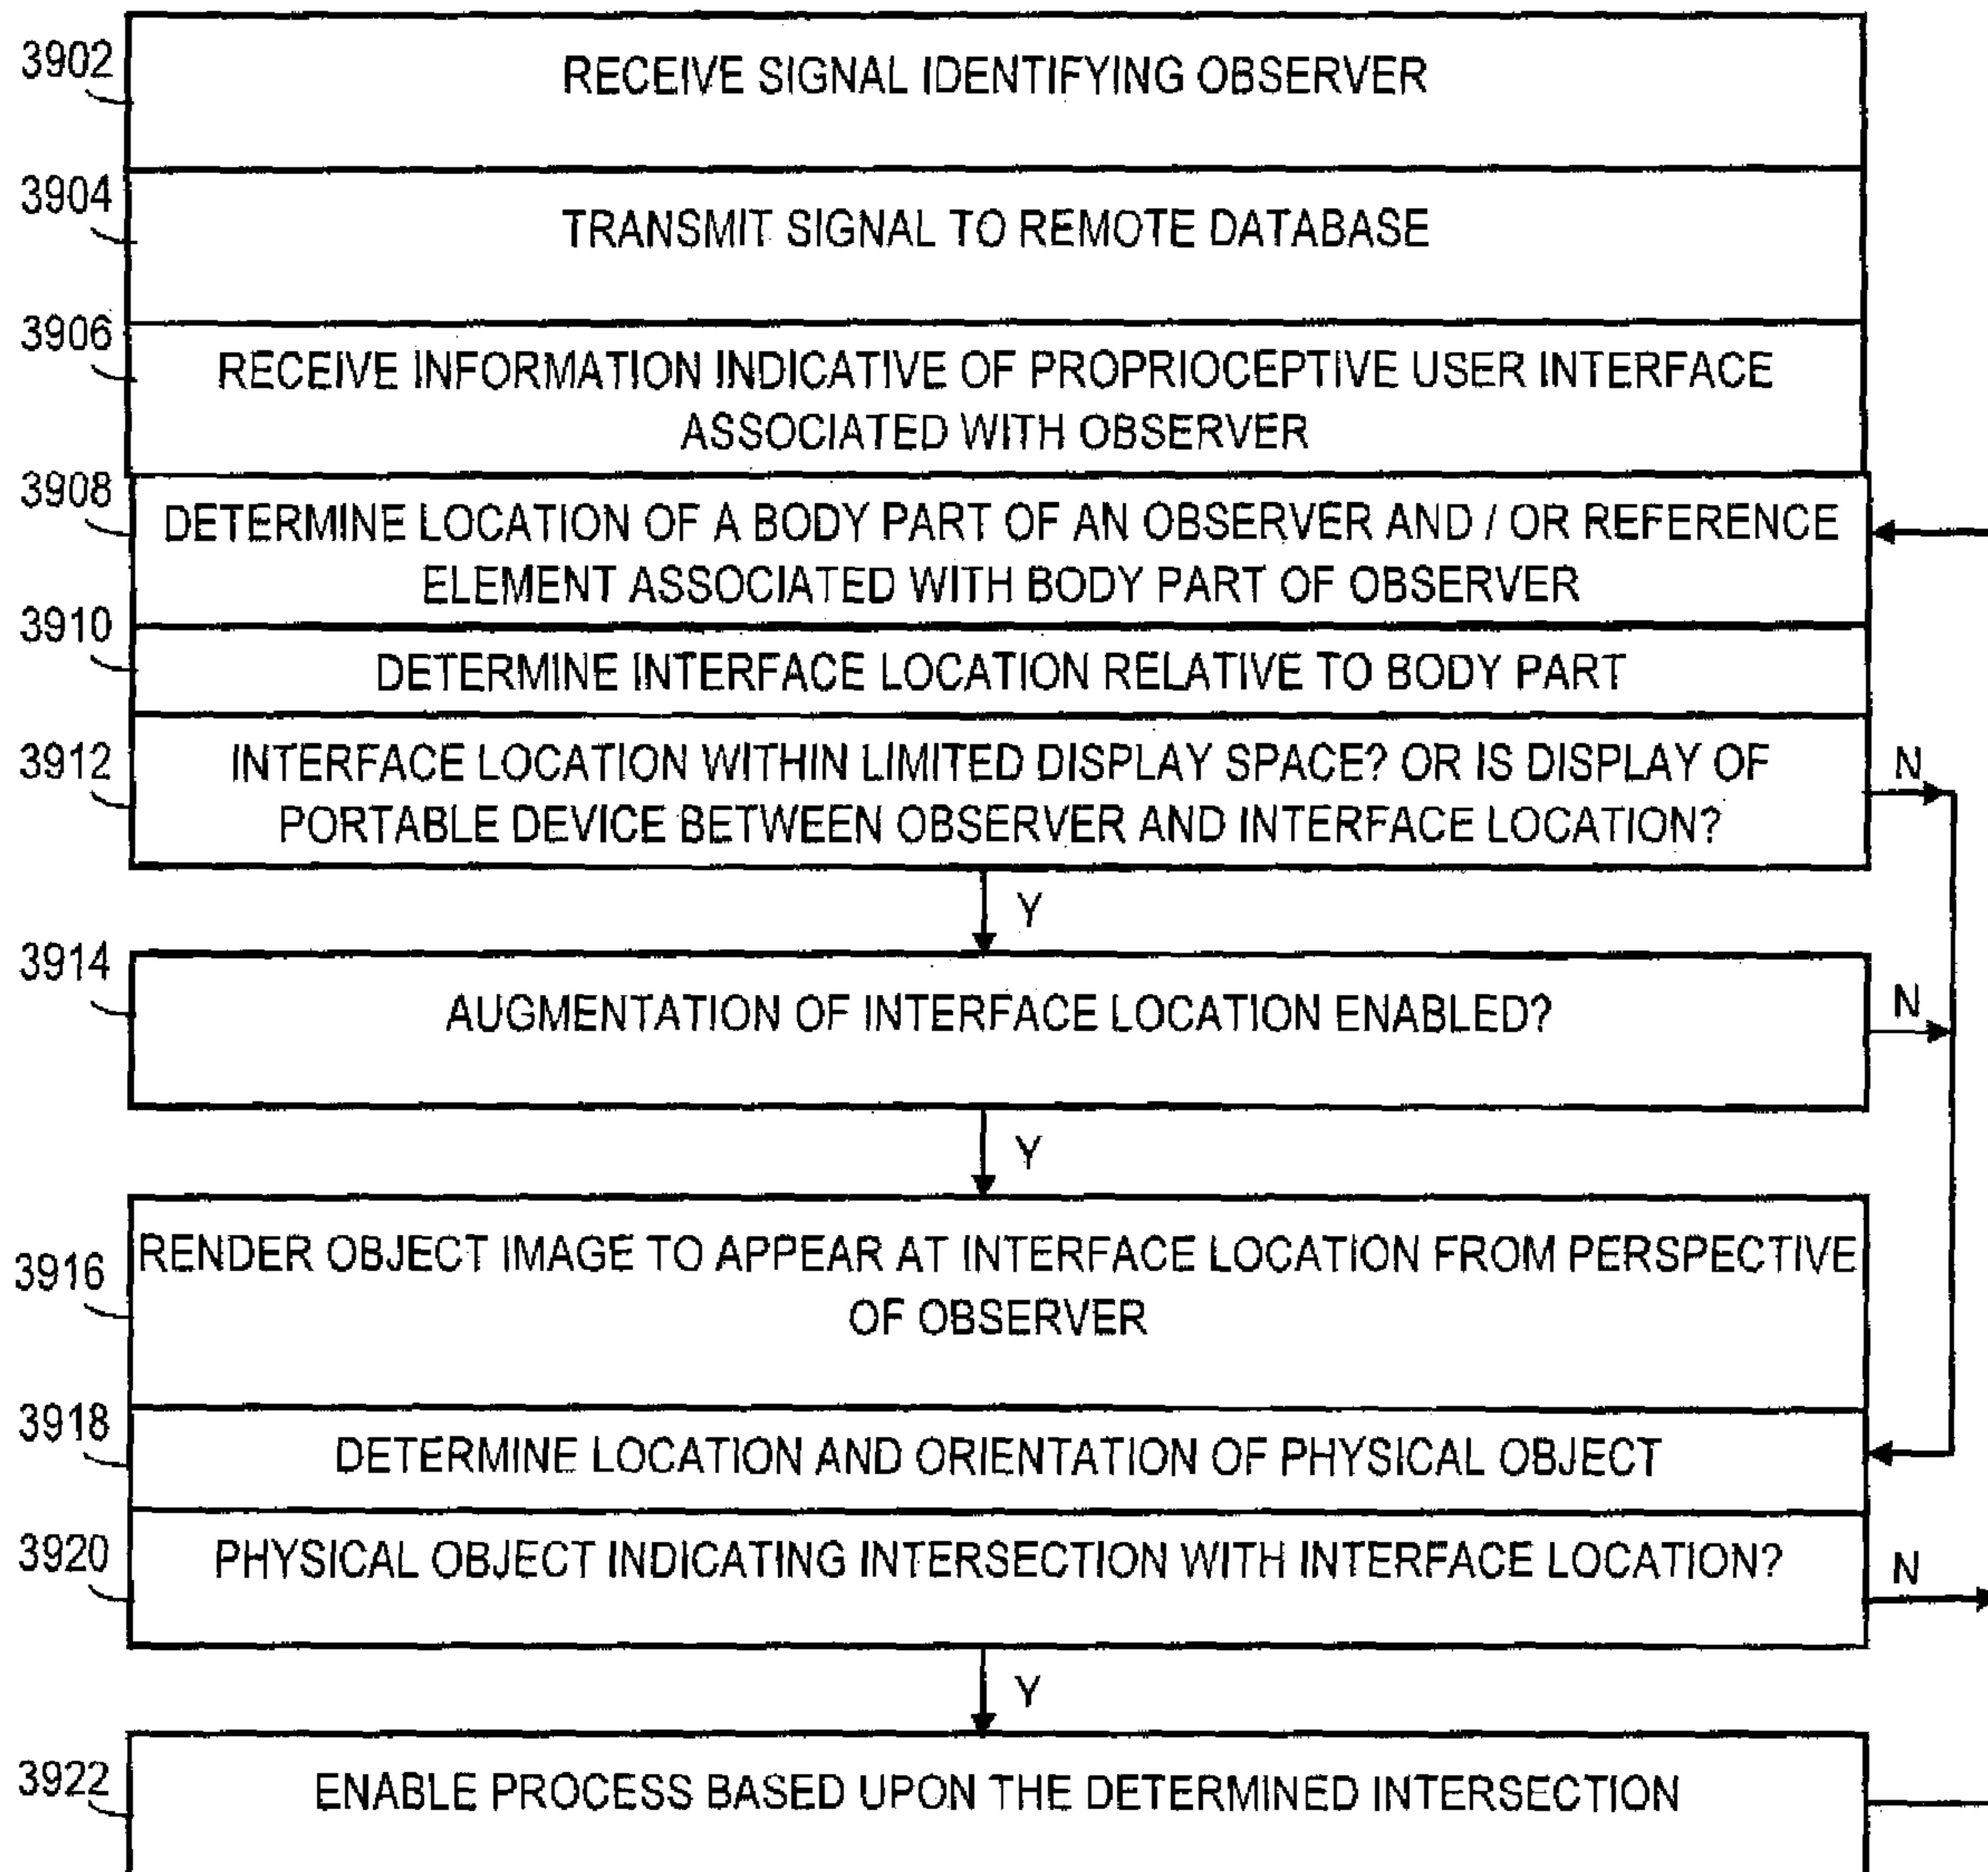 3902
RECEIVE SIGNAL IDENTIFYING OBSERVER
3904
TRANSMIT SIGNAL TO REMOTE DATABASE
3906
RECEIVE INFORMATION INDICATIVE OF PROPRIOCEPTIVE USER INTERFACE
ASSOCIATED WITH OBSERVER
3908
DETERMINE LOCATION OF A BODY PART OF AN OBSERVER AND / OR REFERENCE
ELEMENT ASSOCIATED WITH BODY PART OF OBSERVER
3910
DETERMINE INTERFACE LOCATION RELATIVE TO BODY PART
3912
INTERFACE LOCATION WITHIN LIMITED DISPLAY SPACE? OR IS DISPLAY OF
PORTABLE DEVICE BETWEEN OBSERVER AND INTERFACE LOCATION?
N
Y
3914
AUGMENTATION OF INTERFACE LOCATION ENABLED?
N
Y
3916
RENDER OBJECT IMAGE TO APPEAR AT INTERFACE LOCATION FROM PERSPECTIVE
OF OBSERVER
3918
DETERMINE LOCATION AND ORIENTATION OF PHYSICAL OBJECT
3920
PHYSICAL OBJECT INDICATING INTERSECTION WITH INTERFACE LOCATION?
N
Y
3922
ENABLE PROCESS BASED UPON THE DETERMINED INTERSECTION